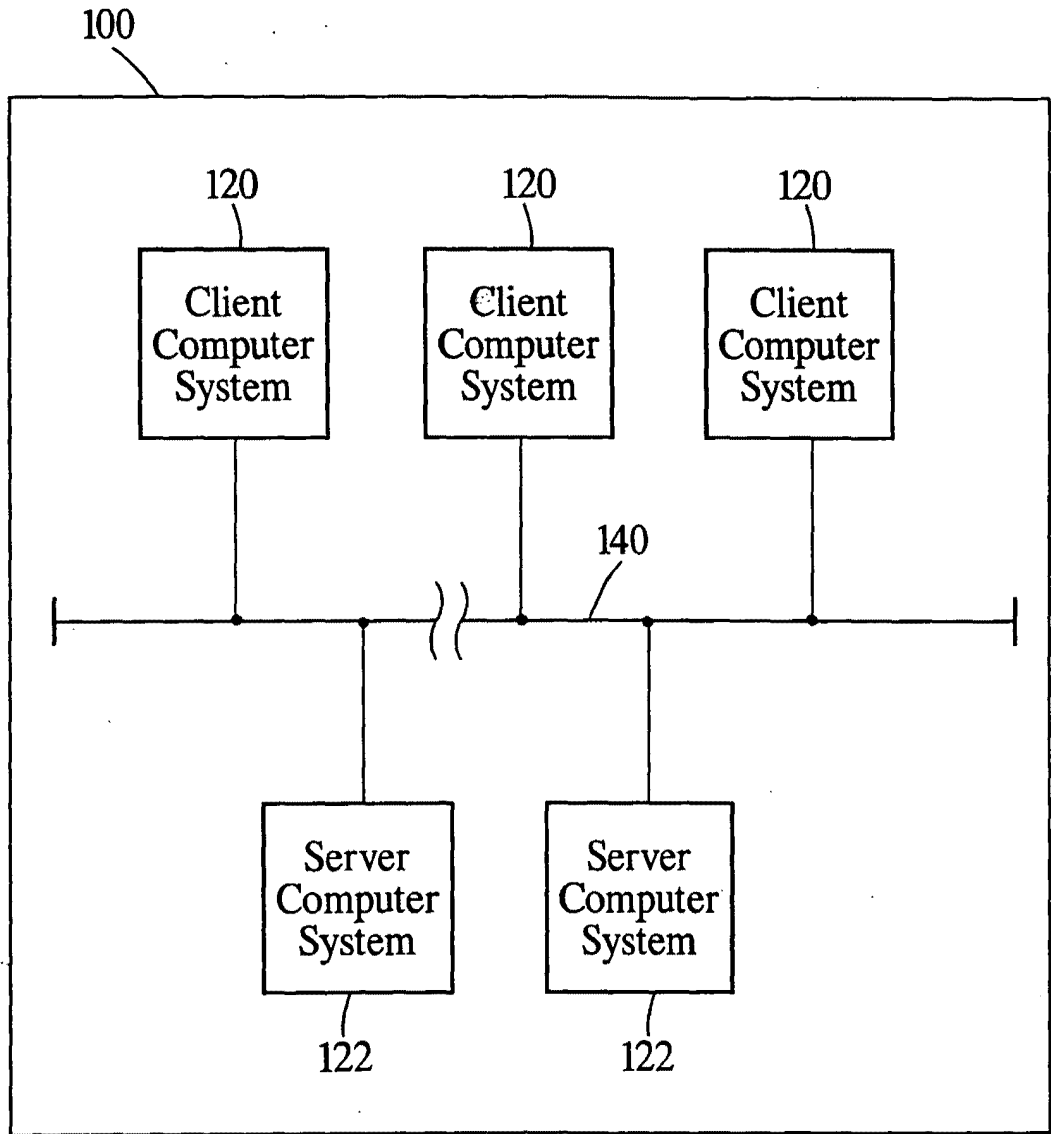 100
120
120
120
Client
Computer
System
Client
Computer
System
Client
Computer
System
140
Server
Computer
System
Server
Computer
System
122
122